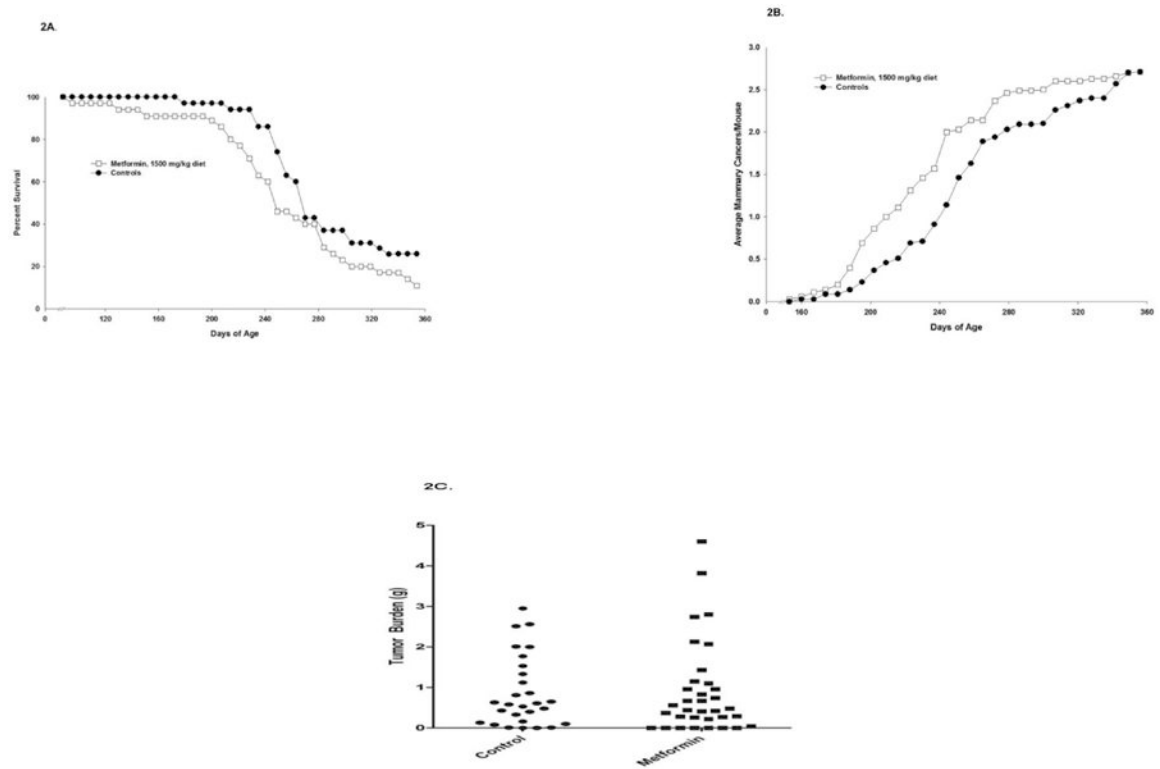 2A.
100
80
60
40
20
0
Metformin, 1500 mg/kg diet
Controls
Percent Survival
0 120 160 200 240 280 320 360
Days of Age
2B.
3.0
2.5
2.0
1.5
1.0
0.5
0.0
Metformin, 1500 mg/kg diet
Controls
Average Mammary Cancers/Mouse
0 160 200 240 280 320 360
Days of Age
2C.
5
4
3
2
1
0
Tumor Burden (g)
Control
Metformin